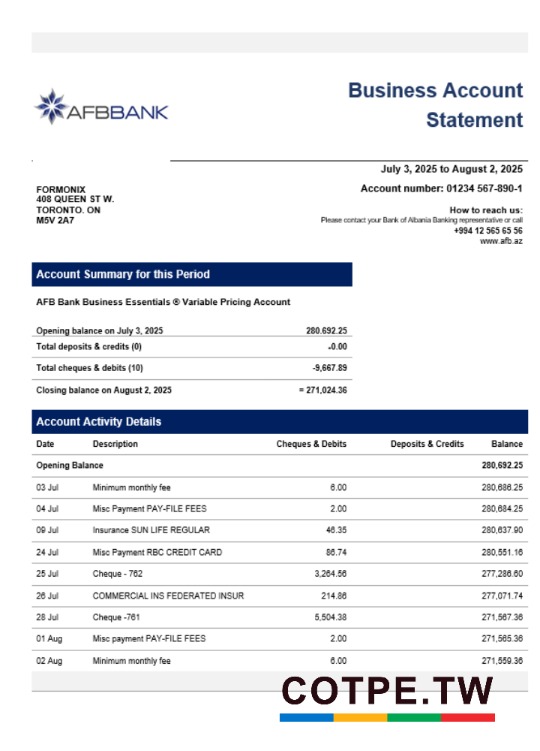 AFBBANK
Business Account
Statement
July 3, 2025 to August 2, 2025
FORMONIX
408 QUEEN ST W.
TORONTO. ON
M5V 2A7
Account number: 01234 567-890-1
How to reach us:
Please contact your Bank of Albania Banking representative or call
+994 12 565 65 56
www.afb.az
Account Summary for this Period
AFB Bank Business Essentials ® Variable Pricing Account
Opening balance on July 3, 2025 280.692.25
Total deposits & credits (0) -0.00
Total cheques & debits (10) -9,667.89
Closing balance on August 2, 2025 = 271,024.36
Account Activity Details
Date Description Cheques & Debits Deposits & Credits Balance
Opening Balance 280,692.25
03 Jul Minimum monthly fee 6.00 280,686.25
04 Jul Misc Payment PAY-FILE FEES 2.00 280,684.25
09 Jul Insurance SUN LIFE REGULAR 46.35 280,637.90
24 Jul Misc Payment RBC CREDIT CARD 86.74 280,551.16
25 Jul Cheque - 762 3,264.56 277,286.60
26 Jul COMMERCIAL INS FEDERATED INSUR 214.86 277,071.74
28 Jul Cheque -761 5,504.38 271,567.36
01 Aug Misc payment PAY-FILE FEES 2.00 271,565.36
02 Aug Minimum monthly fee 6.00 271,559.36
COTPE.TW